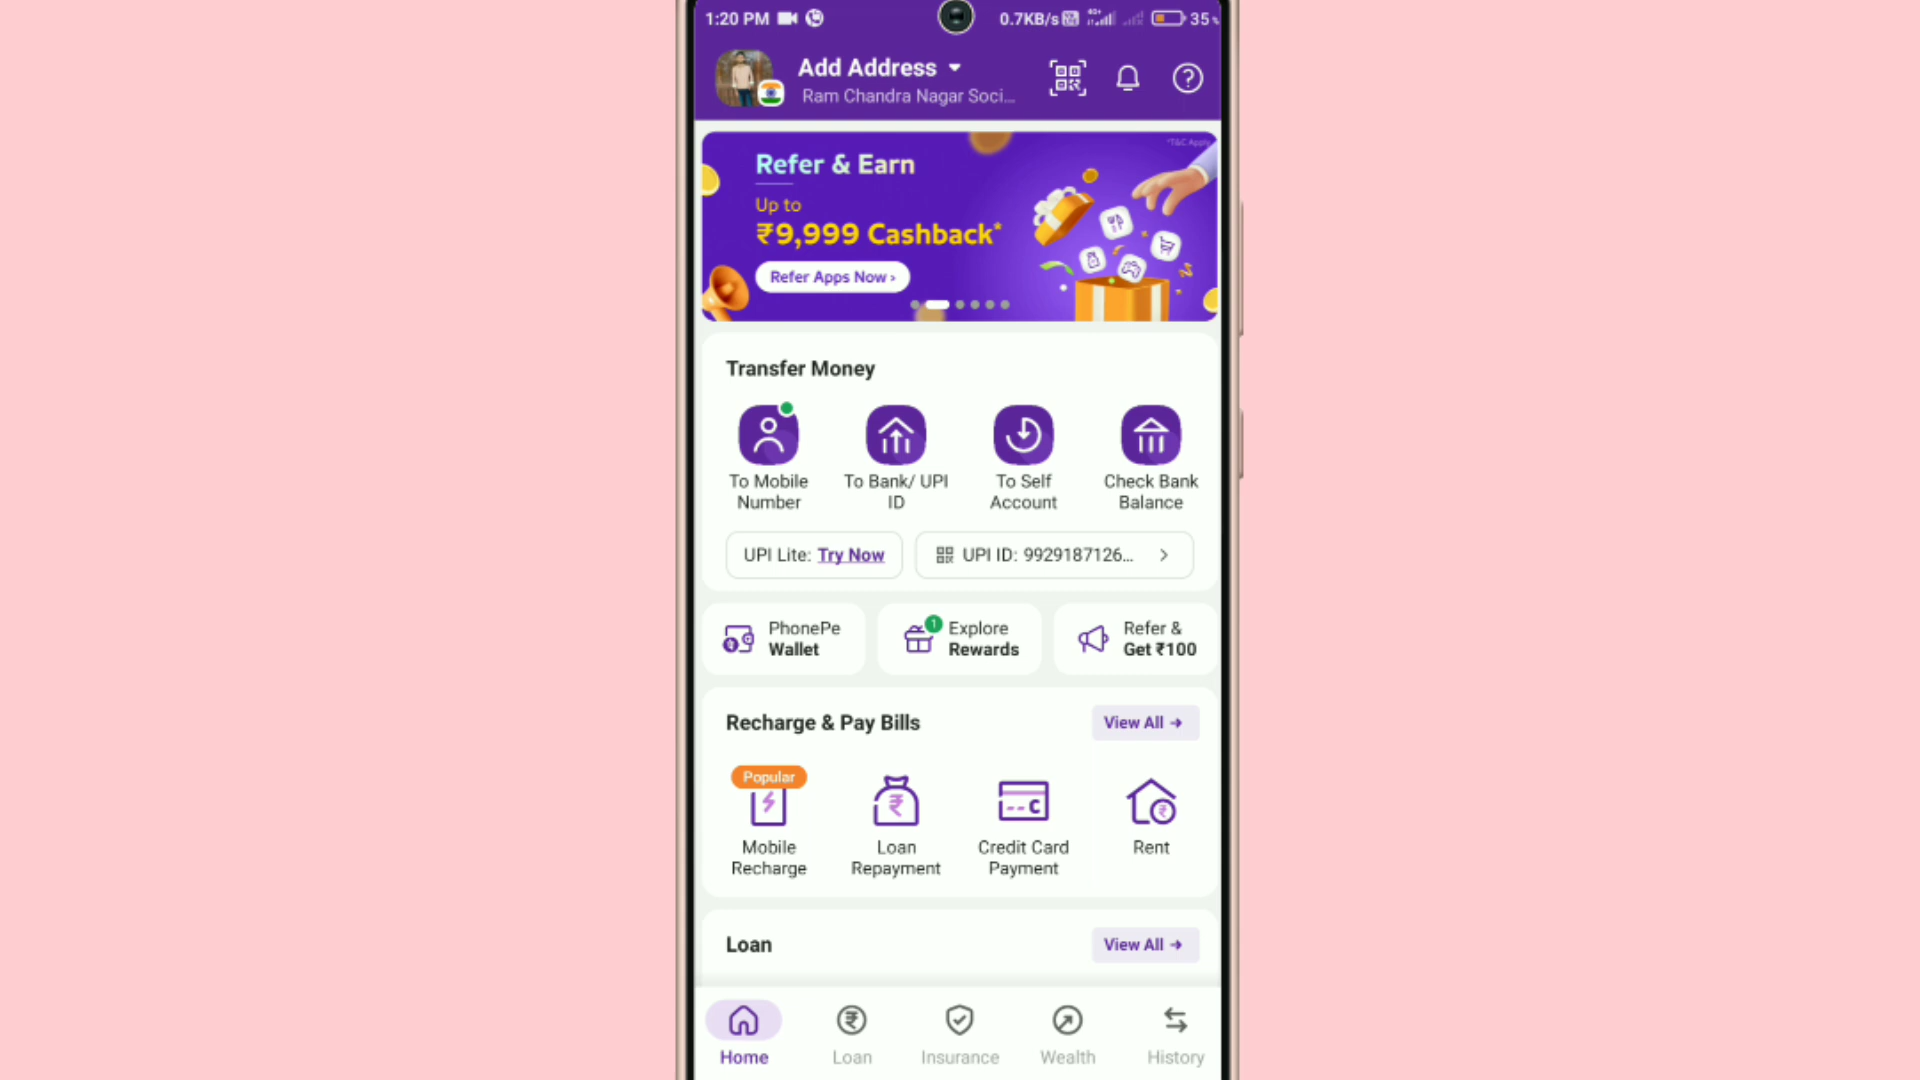 1:20 PM 0.7KB/s 35
Add Address
Ram Chandra Nagar Soci...
*T&C Apply
Refer & Earn
Up to
₹9,999 Cashback*
Refer Apps Now ›
Transfer Money
To Mobile Number
To Bank/ UPI ID
To Self Account
Check Bank Balance
UPI Lite: Try Now
UPI ID: 9929187126...
PhonePe Wallet
1
Explore Rewards
Refer & Get ₹100
Recharge & Pay Bills
View All →
Popular
Mobile Recharge
Loan Repayment
Credit Card Payment
Rent
Loan
View All →
Home
Loan
Insurance
Wealth
History